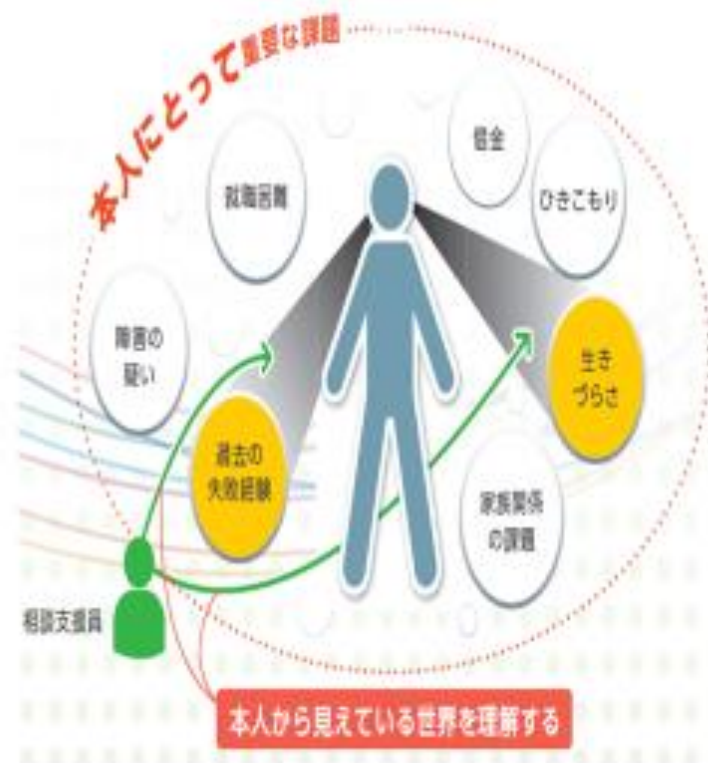 本人にとって重要な課題
借金
就職困難
ひきこもり
障害の
疑い
生き
づらさ
過去の
失敗経験
家族関係
の課題
相談支援員
本人から見えている世界を理解する